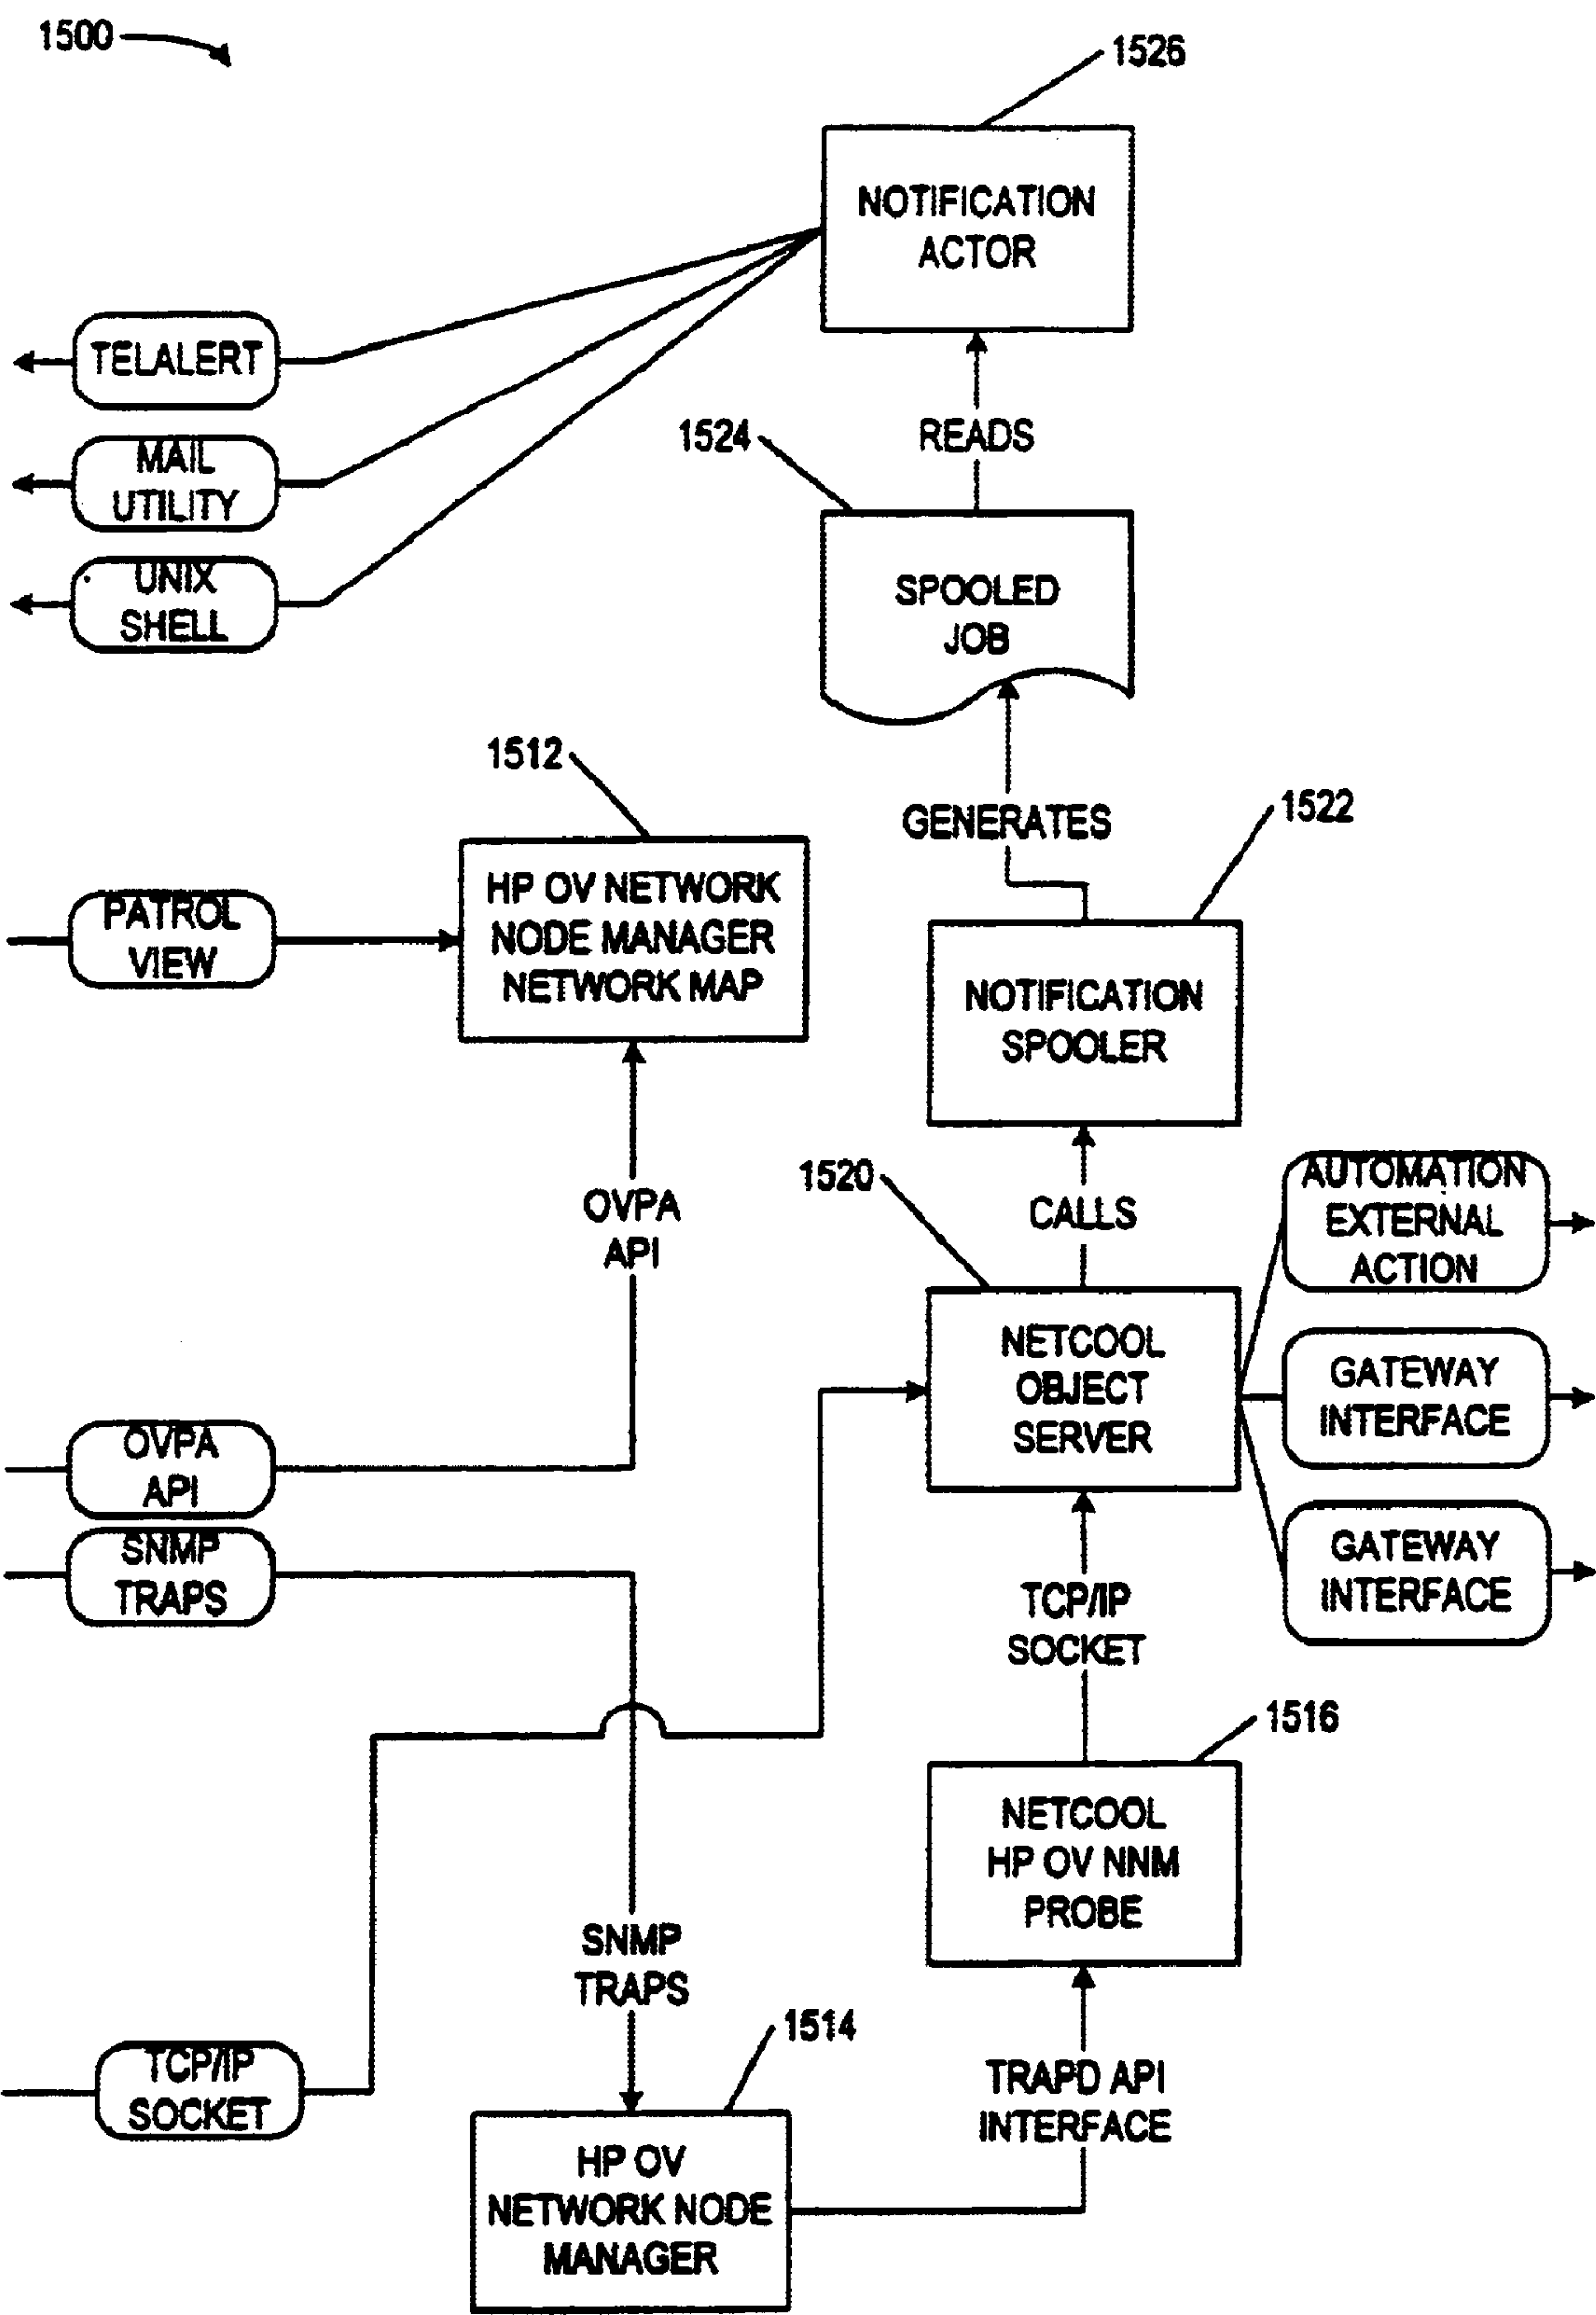 1500
1526
NOTIFICATION
ACTOR
TELALERT
MAIL
UTILITY
UNIX
SHELL
READS
1524
SPOOLED
JOB
1512
GENERATES
1522
HP OV NETWORK
NODE MANAGER
NETWORK MAP
PATROL
VIEW
NOTIFICATION
SPOOLER
OVPA
API
1520
CALLS
AUTOMATION
EXTERNAL
ACTION
NETCOOL
OBJECT
SERVER
GATEWAY
INTERFACE
GATEWAY
INTERFACE
OVPA
API
SNMP
TRAPS
TCP/IP
SOCKET
1516
NETCOOL
HP OV NNM
PROBE
SNMP
TRAPS
1514
TRAPD API
INTERFACE
TCP/IP
SOCKET
HP OV
NETWORK NODE
MANAGER